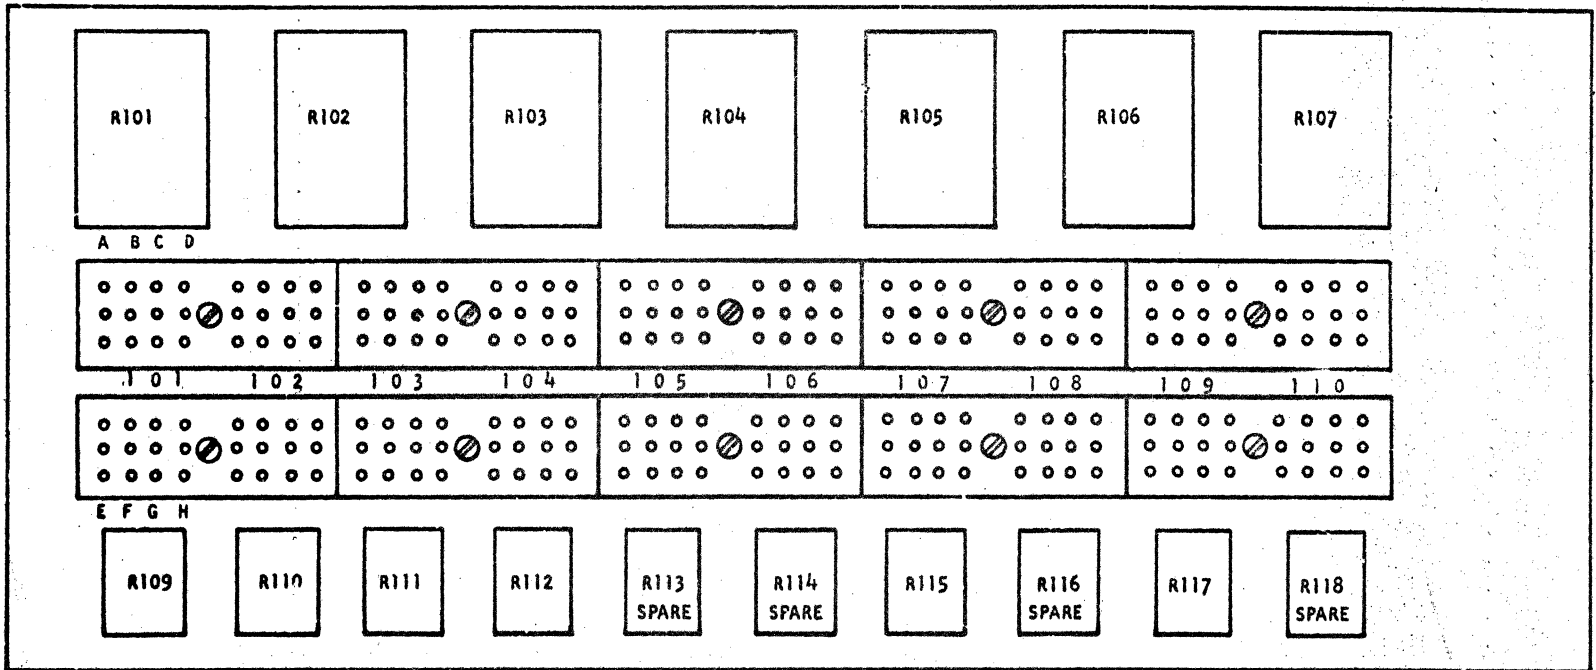 R101 R102 R103 R104 R105 R106 R107
A B C D
101 102 103 104 105 106 107 108 109 110
E F G H
R109 R110 R111 R112 R113 R114 R115 R116 R117 R118
SPARE SPARE SPARE SPARE